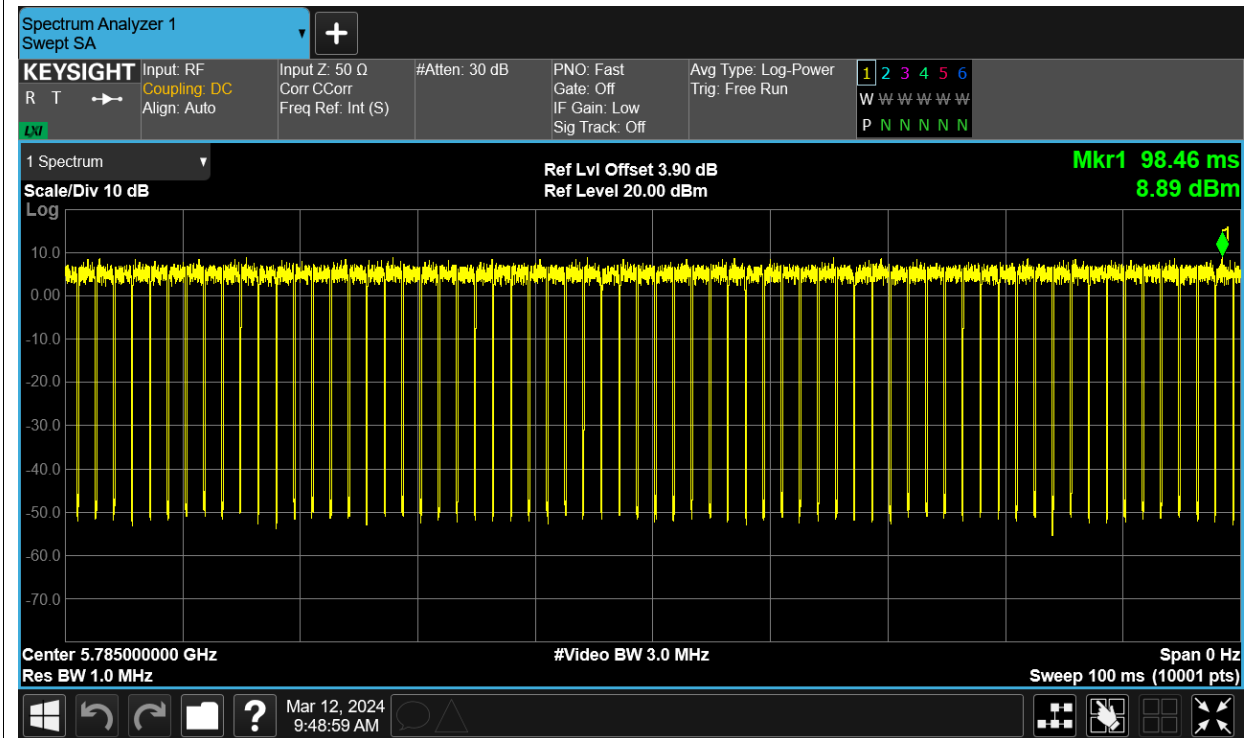 Spectrum Analyzer 1
Swept SA
KEYSIGHT
R T
LXI
Input: RF
Coupling: DC
Align: Auto
Input Z: 50 Ω
Corr CCorr
Freq Ref: Int (S)
#Atten: 30 dB
PNO: Fast
Gate: Off
IF Gain: Low
Sig Track: Off
Avg Type: Log-Power
Trig: Free Run
1 2 3 4 5 6
W W W W W W
P N N N N N
1 Spectrum
Scale/Div 10 dB
Log
Ref Lvl Offset 3.90 dB
Ref Level 20.00 dBm
Mkr1 98.46 ms
8.89 dBm
1
10.0
0.00
-10.0
-20.0
-30.0
-40.0
-50.0
-60.0
-70.0
Center 5.785000000 GHz
Res BW 1.0 MHz
#Video BW 3.0 MHz
Span 0 Hz
Sweep 100 ms (10001 pts)
?
Mar 12, 2024
9:48:59 AM